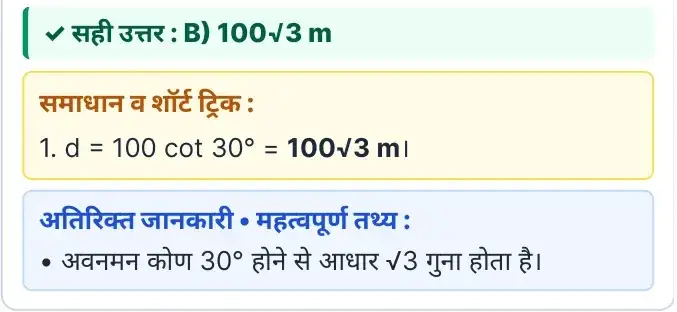 ✓ सही उत्तर : B) 100√3 m
समाधान व शॉर्ट ट्रिक :
1. d = 100 cot 30° = 100√3 m।
अतिरिक्त जानकारी • महत्वपूर्ण तथ्य :
• अवनमन कोण 30° होने से आधार √3 गुना होता है।